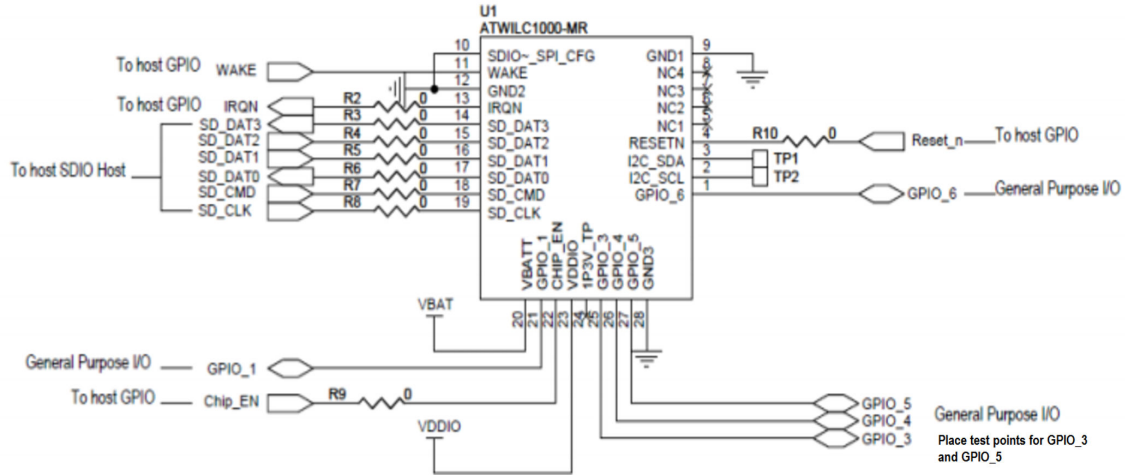 U1
ATWILC1000-MR
To host GPIO WAKE
To host GPIO IRQN
To host SDIO Host
SD_DAT3
SD_DAT2
SD_DAT1
SD_DAT0
SD_CMD
SD_CLK
R2 0
R3 0
R4 0
R5 0
R6 0
R7 0
R8 0
10 SDIO~_SPI_CFG
11 WAKE
12 GND2
13 IRQN
14 SD_DAT3
15 SD_DAT2
16 SD_DAT1
17 SD_DAT0
18 SD_CMD
19 SD_CLK
GND1 9
NC4 8
NC3
NC2
NC1
RESETN 4
I2C_SDA 3
I2C_SCL 2
GPIO_6 1
R10 0
Reset_n To host GPIO
TP1
TP2
GPIO_6 General Purpose I/O
VBATT 20
GPIO_1 21
CHIP_EN 22
VDDIO 23
1P3V_TP 24
GPIO_3 25
GPIO_4 26
GPIO_5 27
GND3 28
VBAT
General Purpose I/O GPIO_1
To host GPIO Chip_EN R9 0
VDDIO
GPIO_5
GPIO_4
GPIO_3
General Purpose I/O
Place test points for GPIO_3
and GPIO_5